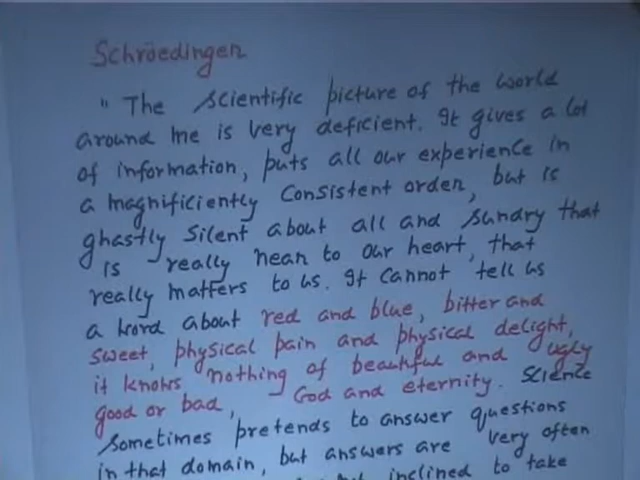 Schröedinger
" The scientific picture of the world
around me is very deficient. It gives a lot
of information, puts all our experience in
a magnificiently consistent order, but is
ghastly silent about all and sundry that
is really near to our heart, that
really matters to us. It cannot tell us
a word about red and blue, bitter and
sweet, physical pain and physical delight,
it knows nothing of beautiful and ugly
good or bad, God and eternity. Science
sometimes pretends to answer questions
in that domain, but answers are very often
inclined to take